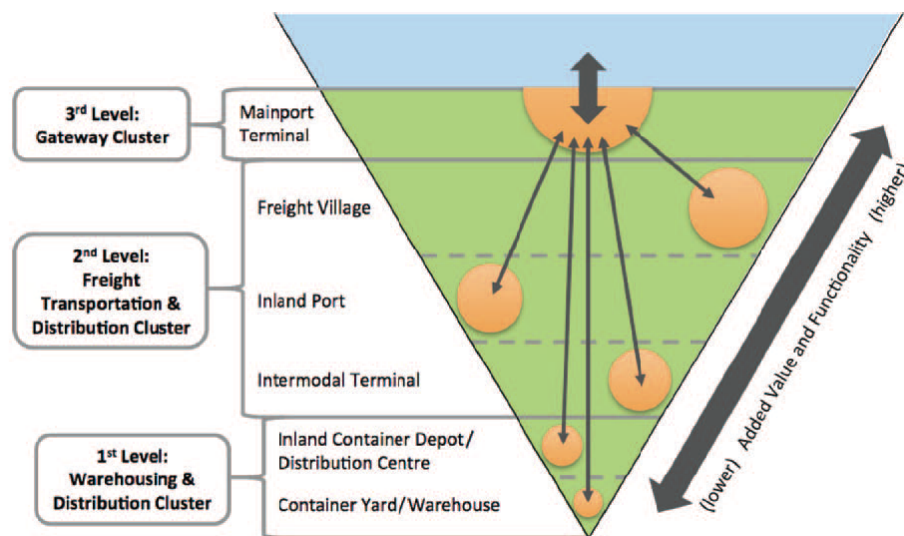 3rd Level:
Gateway Cluster
Mainport
Terminal
Freight Village
2nd Level:
Freight
Transportation &
Distribution Cluster
Inland Port
Intermodal Terminal
1st Level:
Warehousing &
Distribution Cluster
Inland Container Depot/
Distribution Centre
Container Yard/Warehouse
(lower) Added Value and Functionality (higher)